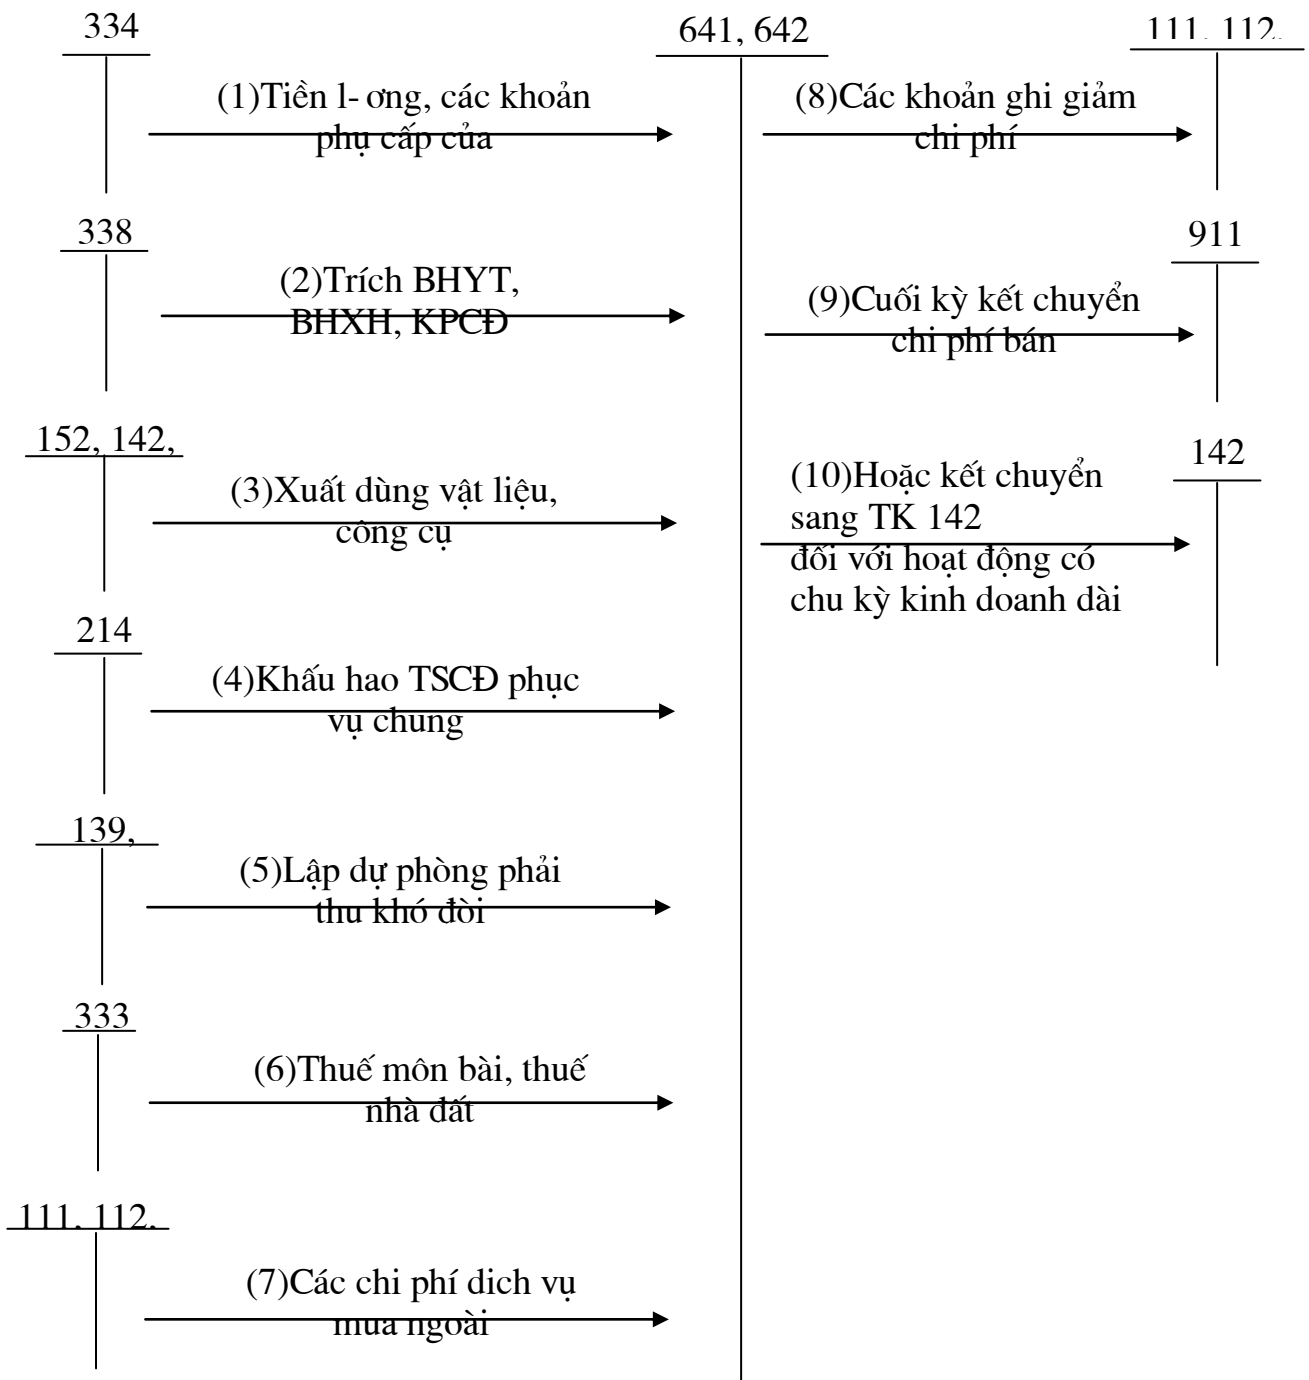 334
(1)Tiền l- ơng, các khoản
phụ cấp của
338
(2)Trích BHYT,
BHXH, KPCĐ
152, 142,
(3)Xuất dùng vật liệu,
công cụ
214
(4)Khấu hao TSCĐ phục
vụ chung
139,
(5)Lập dự phòng phải
thu khó đòi
333
(6)Thuế môn bài, thuế
nhà đất
111, 112,
(7)Các chi phí dich vụ
mua ngoài
641, 642
(8)Các khoản ghi giảm
chi phí
111, 112,
(9)Cuối kỳ kết chuyển
chi phí bán
911
(10)Hoặc kết chuyển
sang TK 142
đối với hoạt động có
chu kỳ kinh doanh dài
142